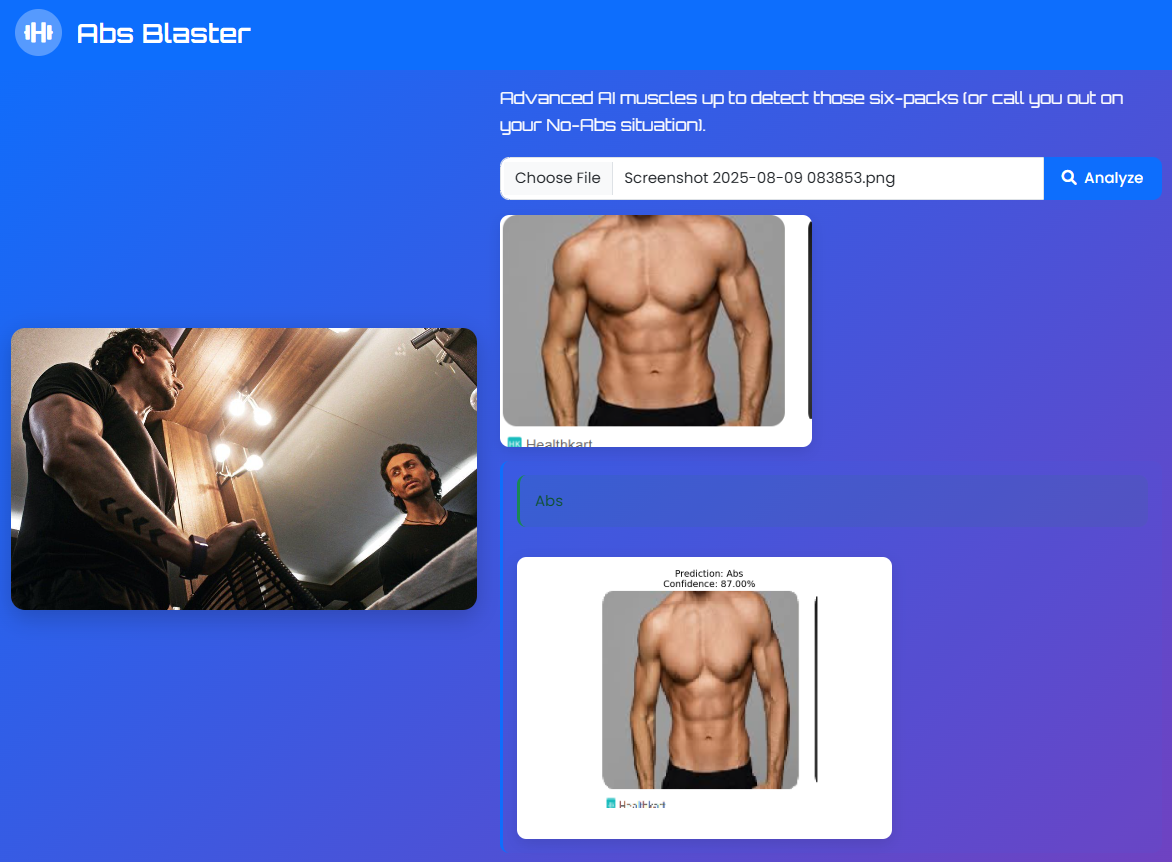 Abs Blaster
Advanced AI muscles up to detect those six-packs (or call you out on
your No-Abs situation).
Choose File
Screenshot 2025-08-09 083853.png
Analyze
HK Healthkart
Abs
Prediction: Abs
Confidence: 87.00%
Healthkart